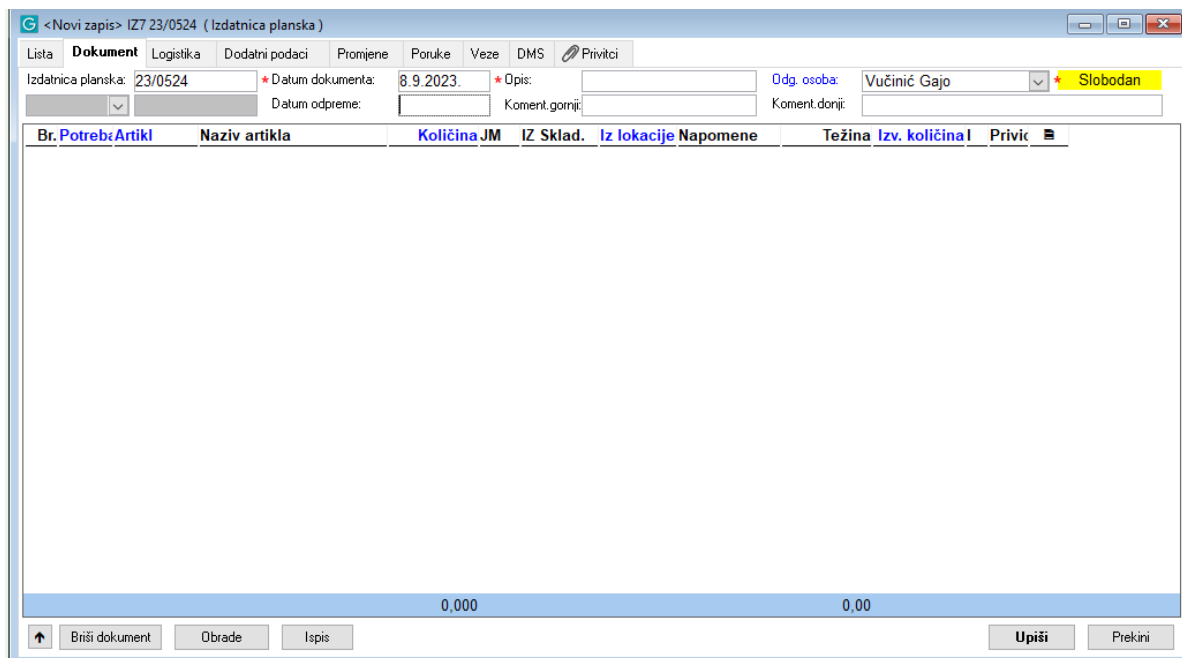 G <Novi zapis> IZ7 23/0524 ( Izdatnica planska )
Lista Dokument Logistika Dodatni podaci Promjene Poruke Veze DMS Privitci
Izdatnica planska: 23/0524 * Datum dokumenta: 8.9.2023. * Opis: Odg. osoba: Vučinić Gajo * Slobodan
Datum odpreme: Koment.gornji: Koment.donji:
Br. Potreba Artikl Naziv artikla Količina JM IZ Sklad. Iz lokacije Napomene Težina Izv. količina I Privic
0,000 0,00
Briši dokument Obrade Ispis Upiši Prekini